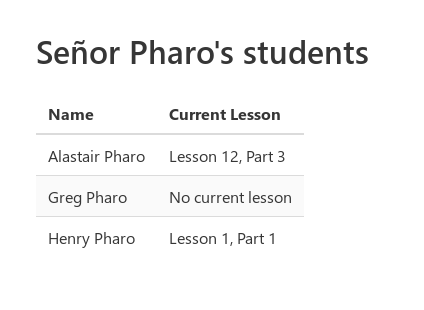 Señor Pharo's students
Name Current Lesson
Alastair Pharo Lesson 12, Part 3
Greg Pharo No current lesson
Henry Pharo Lesson 1, Part 1